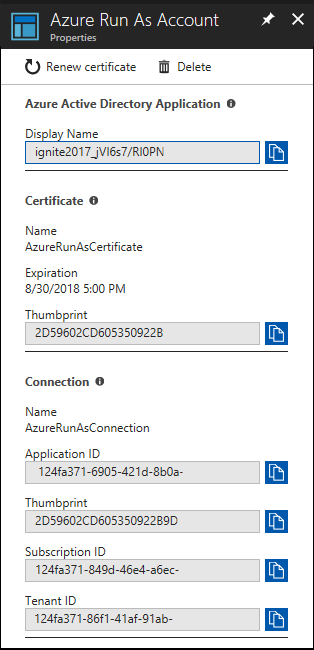 Azure Run As Account
Properties
Renew certificate Delete
Azure Active Directory Application
Display Name
ignite2017_jVI6s7/RI0PN
Certificate
Name
AzureRunAsCertificate
Expiration
8/30/2018 5:00 PM
Thumbprint
2D59602CD605350922B
Connection
Name
AzureRunAsConnection
Application ID
124fa371-6905-421d-8b0a-
Thumbprint
2D59602CD605350922B9D
Subscription ID
124fa371-849d-46e4-a6ec-
Tenant ID
124fa371-86f1-41af-91ab-